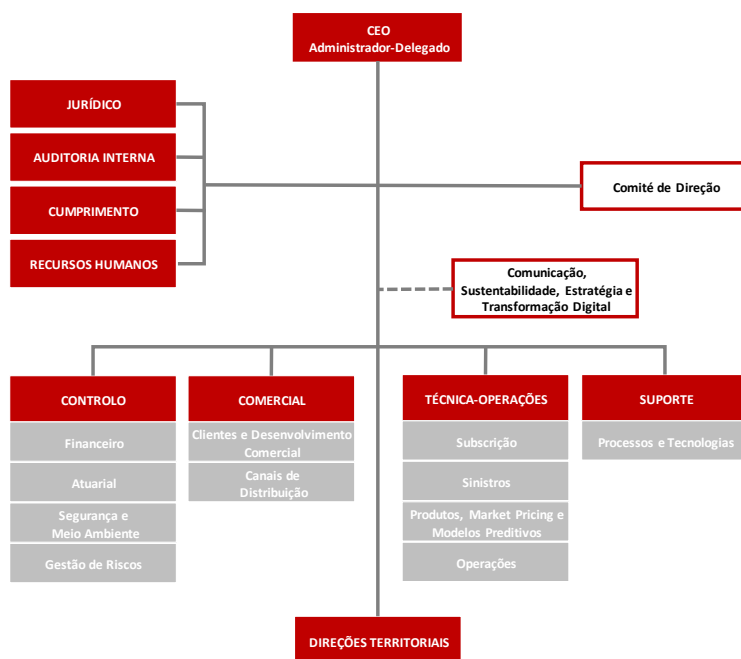 CEO
Administrador-Delegado
JURÍDICO
AUDITORIA INTERNA
CUMPRIMENTO
RECURSOS HUMANOS
Comité de Direção
Comunicação,
Sustentabilidade, Estratégia e
Transformação Digital
CONTROLO
Financeiro
Atuarial
Segurança e
Meio Ambiente
Gestão de Riscos
COMERCIAL
Clientes e Desenvolvimento
Comercial
Canais de
Distribuição
TÉCNICA-OPERAÇÕES
Subscrição
Sinistros
Produtos, Market Pricing e
Modelos Preditivos
Operações
SUPORTE
Processos e Tecnologias
DIREÇÕES TERRITORIAIS